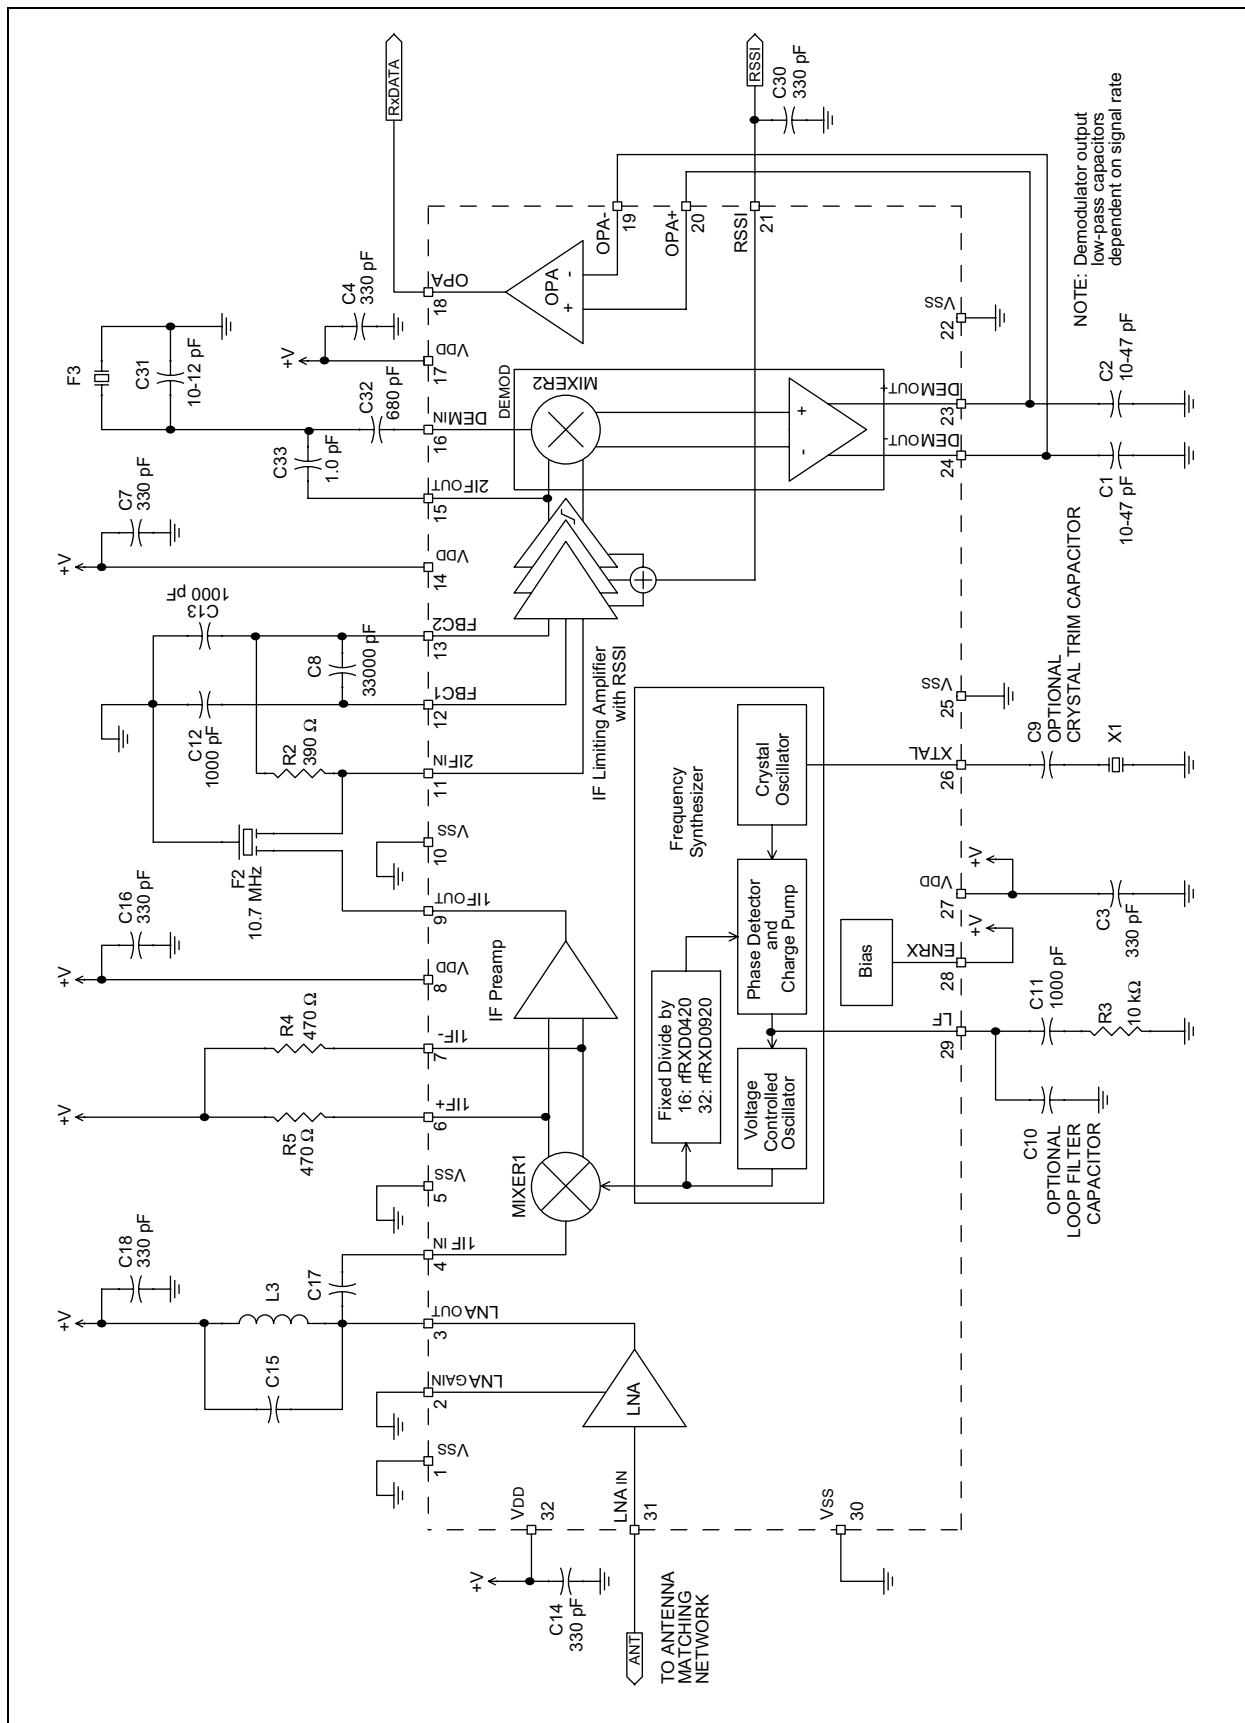 RxDATA
RSSI
C30
330 pF
F3
C31
10-12 pF
C4
330 pF
+V
C32
680 pF
C33
1.0 pF
C7
330 pF
+V
C13
1000 pF
C8
33000 pF
C12
1000 pF
R2
390 Ω
F2
10.7 MHz
C16
330 pF
+V
R4
470 Ω
R5
470 Ω
+V
C18
330 pF
+V
L3
C17
C15
OPA
18
VDD
17
DEMIN
16
2IFOUT
15
VDD
14
FBC2
13
FBC1
12
2IFIN
11
VSS
10
1IFOUT
9
VDD
8
1IF-
7
1IF+
6
VSS
5
1IFIN
4
LNAOUT
3
LNAGAIN
2
VSS
1
OPA-
19
OPA+
20
RSSI
21
OPA
+
-
DEMOD
MIXER2
+
-
IF Limiting Amplifier
with RSSI
IF Preamp
MIXER1
LNA
Frequency
Synthesizer
Crystal
Oscillator
Phase Detector
and
Charge Pump
Fixed Divide by
16: rfRXD0420
32: rfRXD0920
Voltage
Controlled
Oscillator
Bias
VSS
22
DEMOUT+
23
DEMOUT-
24
VSS
25
XTAL
26
VDD
27
ENRX
28
LF
29
VSS
30
LNAIN
31
VDD
32
NOTE: Demodulator output
low-pass capacitors
dependent on signal rate
C2
10-47 pF
C1
10-47 pF
C9
OPTIONAL
CRYSTAL TRIM CAPACITOR
X1
+V
C3
330 pF
+V
C11
1000 pF
R3
10 kΩ
C10
OPTIONAL
LOOP FILTER
CAPACITOR
+V
C14
330 pF
ANT
TO ANTENNA
MATCHING
NETWORK